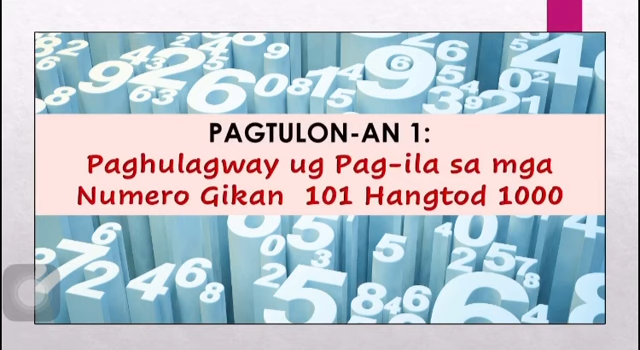 PAGTULON-AN 1:
Paghulagway ug Pag-ila sa mga
Numero Gikan 101 Hangtod 1000